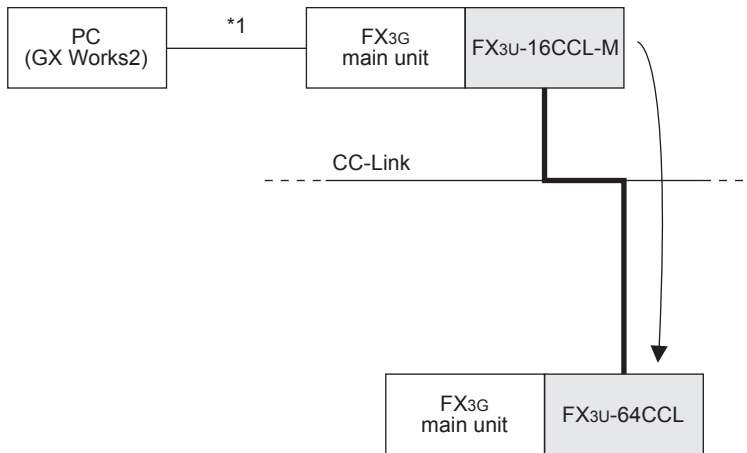 PC
(GX Works2)
*1
FX3G
main unit
FX3U-16CCL-M
CC-Link
FX3G
main unit
FX3U-64CCL